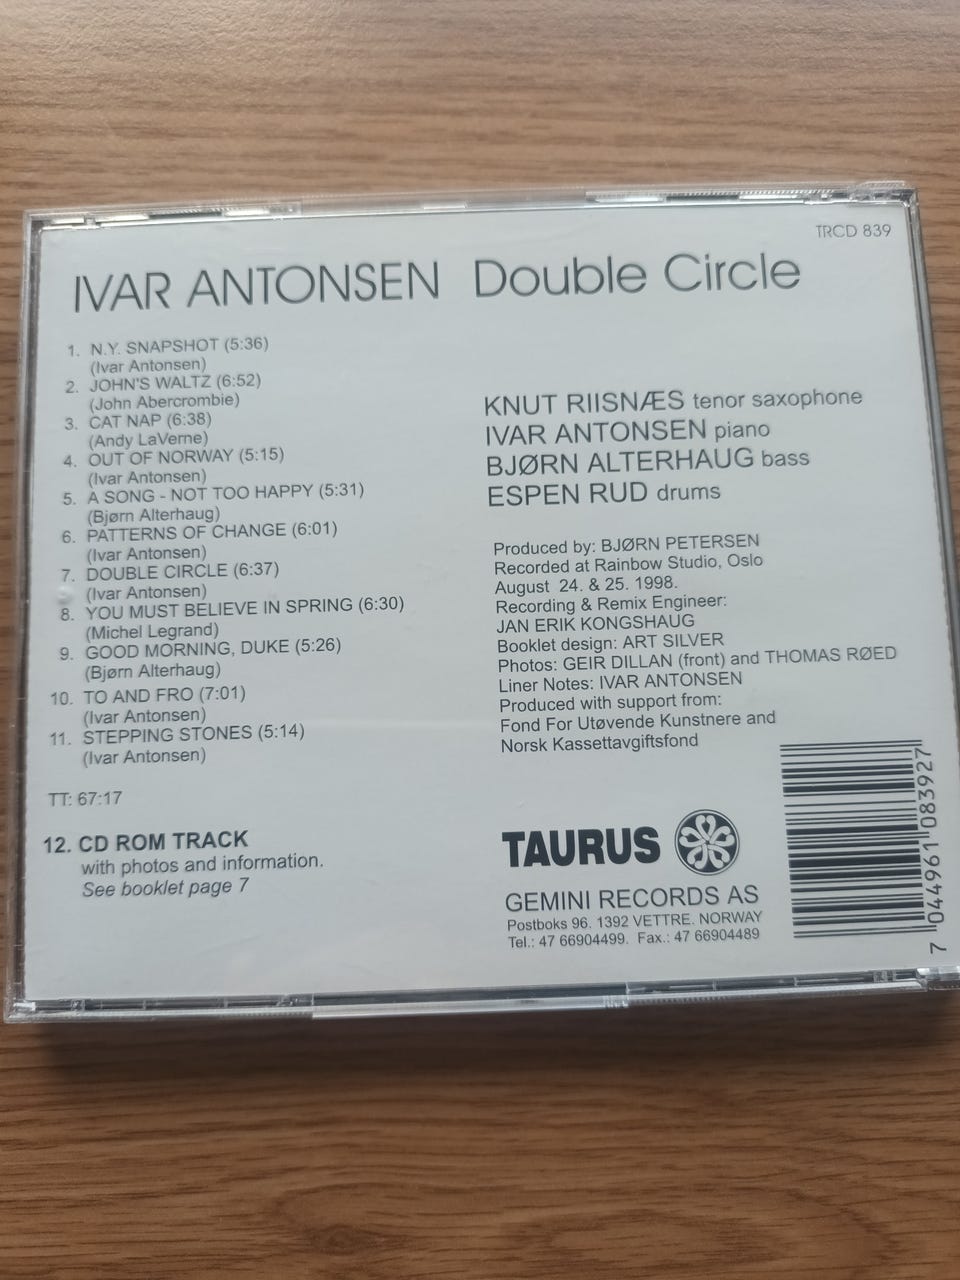 TRCD 839
IVAR ANTONSEN Double Circle
1. N.Y. SNAPSHOT (5:36)
(Ivar Antonsen)
2. JOHN'S WALTZ (6:52)
(John Abercrombie)
3. CAT NAP (6:38)
(Andy LaVerne)
4. OUT OF NORWAY (5:15)
(Ivar Antonsen)
5. A SONG - NOT TOO HAPPY (5:31)
(Bjørn Alterhaug)
6. PATTERNS OF CHANGE (6:01)
(Ivar Antonsen)
7. DOUBLE CIRCLE (6:37)
(Ivar Antonsen)
8. YOU MUST BELIEVE IN SPRING (6:30)
(Michel Legrand)
9. GOOD MORNING, DUKE (5:26)
(Bjørn Alterhaug)
10. TO AND FRO (7:01)
(Ivar Antonsen)
11. STEPPING STONES (5:14)
(Ivar Antonsen)
TT: 67:17
12. CD ROM TRACK
with photos and information.
See booklet page 7
KNUT RIISNÆS tenor saxophone
IVAR ANTONSEN piano
BJØRN ALTERHAUG bass
ESPEN RUD drums
Produced by: BJØRN PETERSEN
Recorded at Rainbow Studio, Oslo
August 24. & 25. 1998.
Recording & Remix Engineer:
JAN ERIK KONGSHAUG
Booklet design: ART SILVER
Photos: GEIR DILLAN (front) and THOMAS RØED
Liner Notes: IVAR ANTONSEN
Produced with support from:
Fond For Utøvende Kunstnere and
Norsk Kassettavgiftsfond
TAURUS
GEMINI RECORDS AS
Postboks 96. 1392 VETTRE. NORWAY
Tel.: 47 66904499. Fax.: 47 66904489
7 044961 083927